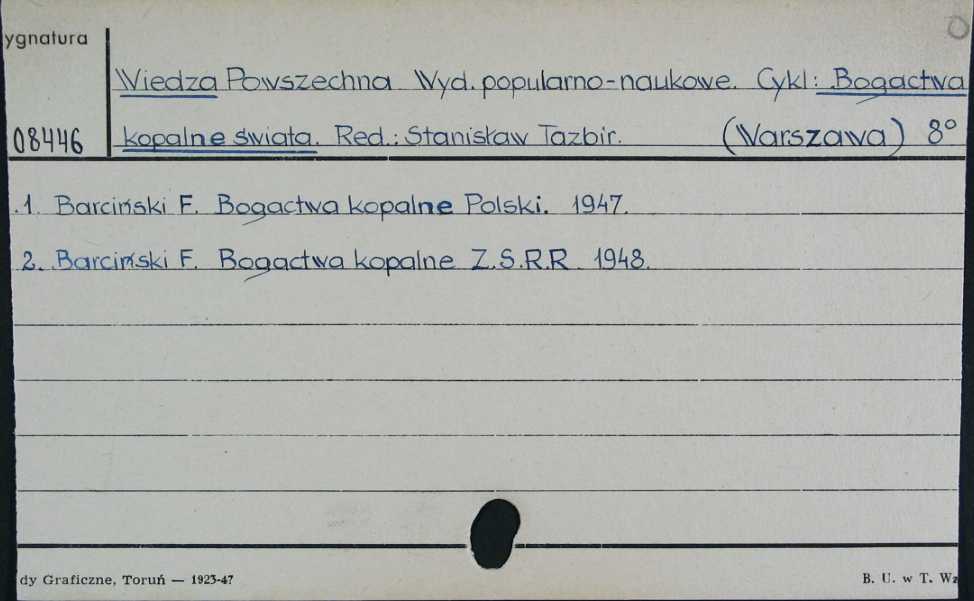 ygnatura
Wiedza Powszechna Wyd. popularno-naukowe. Cykl: Bogactwa
08446 kopalne świata. Red.: Stanisław Tazbir. (Warszawa) 8°
1. Barciński F. Bogactwa kopalne Polski. 1947.
2. Barciński F. Bogactwa kopalne Z.S.R.R 1948.
dy Graficzne, Toruń — 1923-47
B. U. w T. Wz